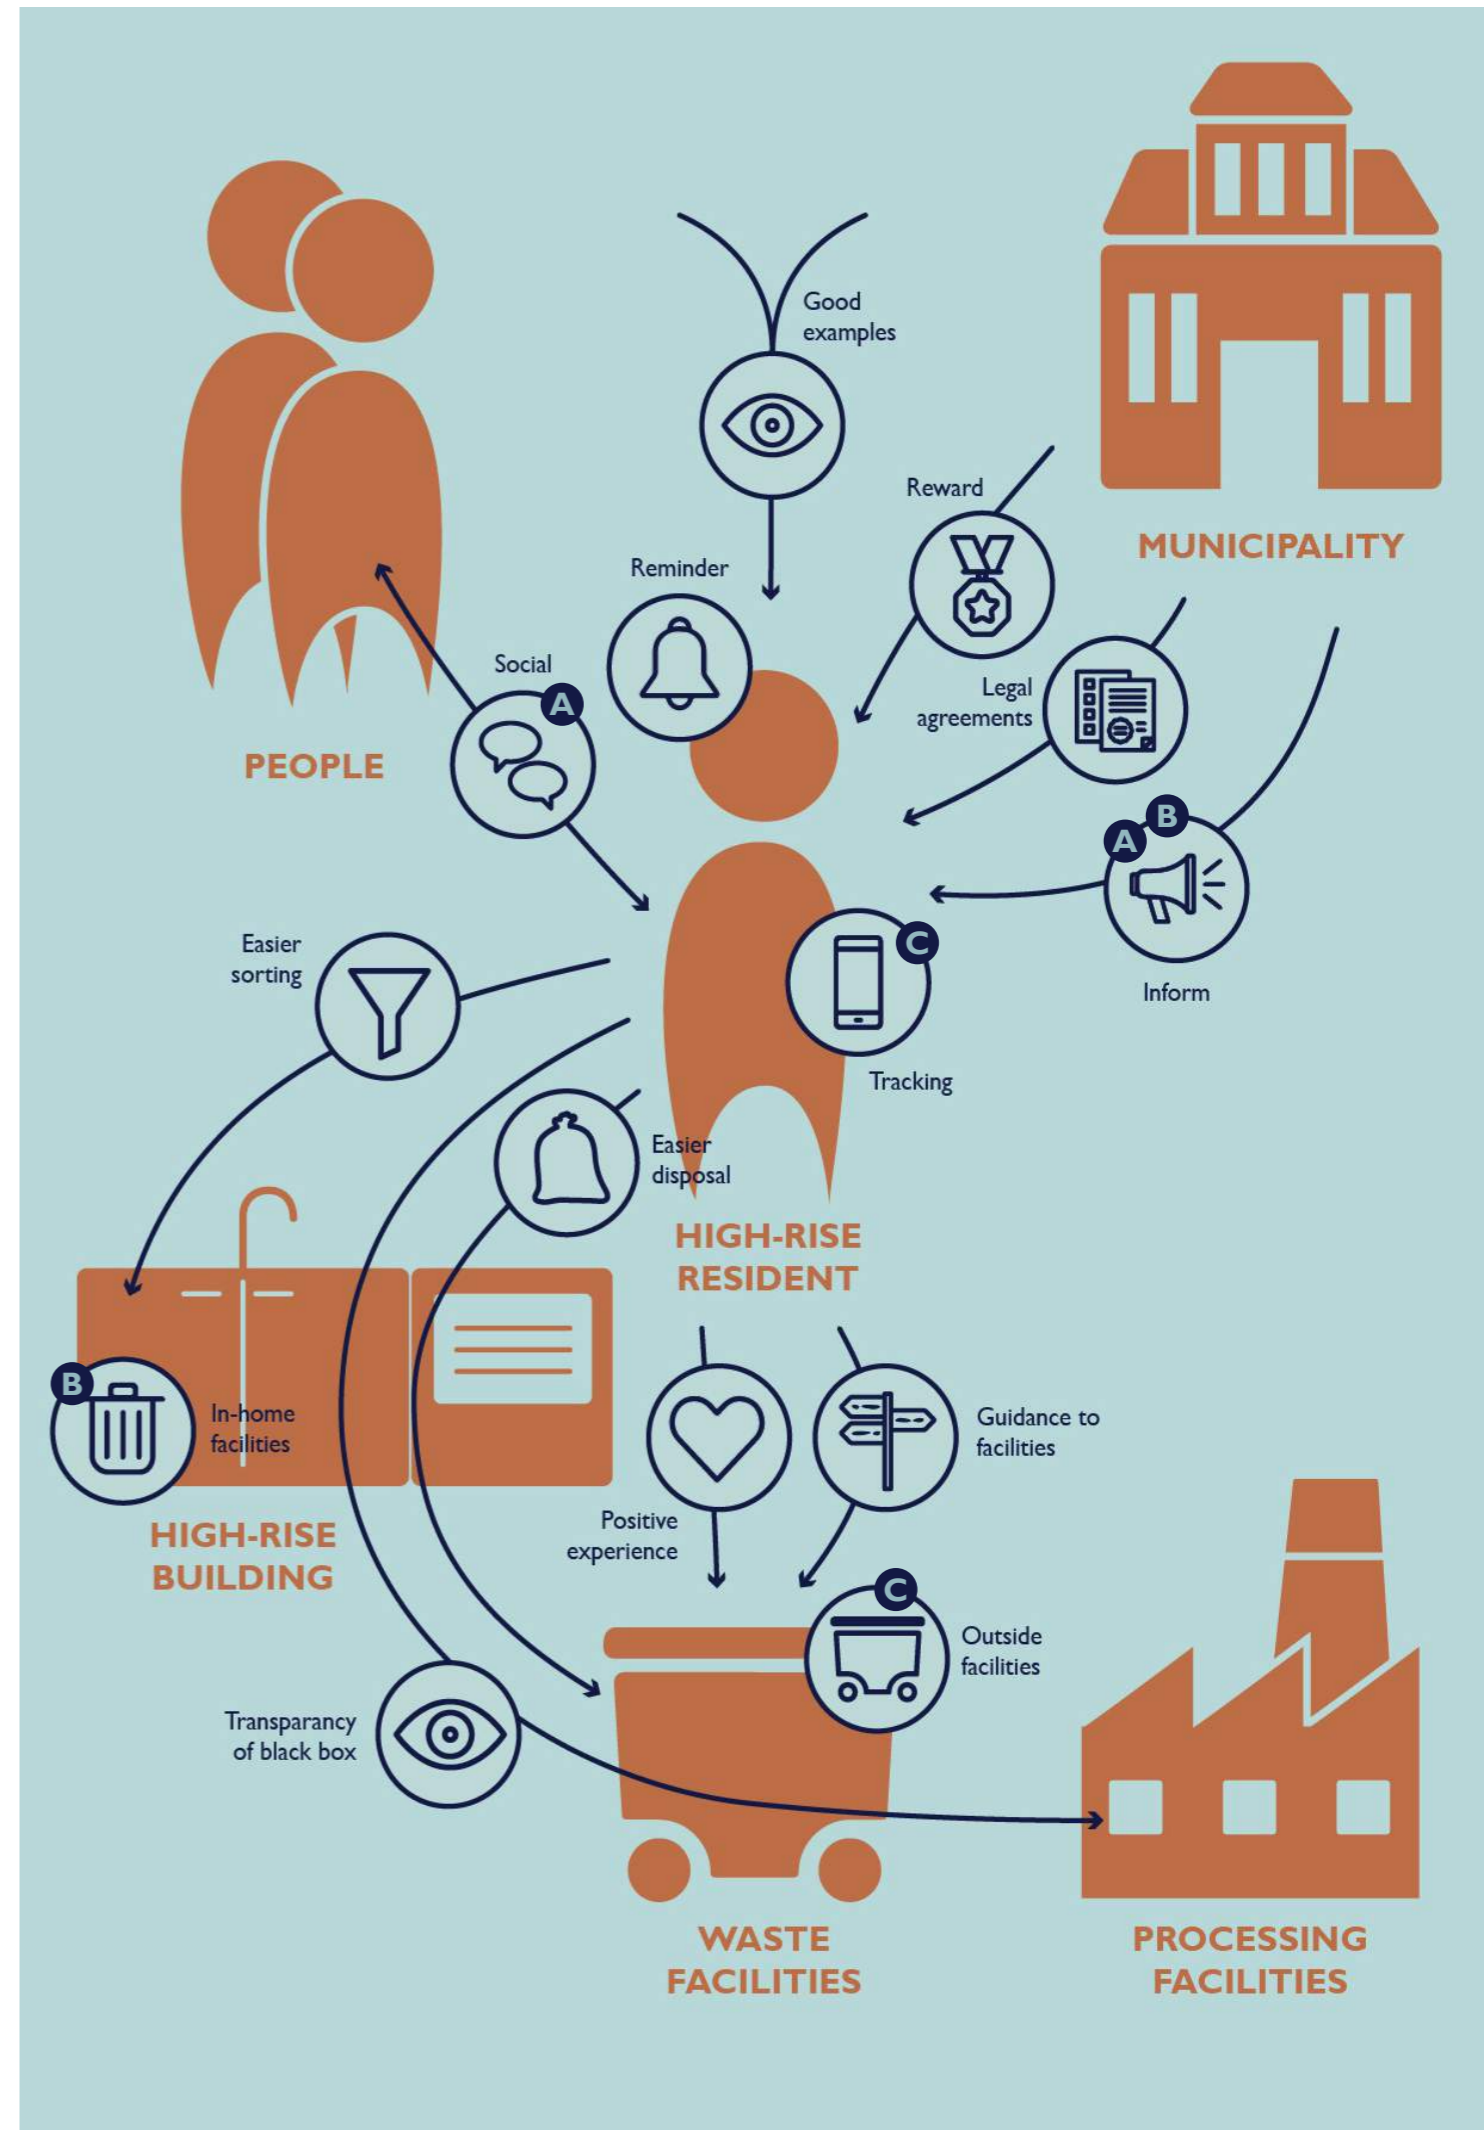 Good
examples
Reward
MUNICIPALITY
Reminder
Social
A
Legal
agreements
PEOPLE
B
A
Inform
Easier
sorting
C
Tracking
Easier
disposal
HIGH-RISE
RESIDENT
B
In-home
facilities
Guidance to
facilities
HIGH-RISE
BUILDING
Positive
experience
C
Outside
facilities
Transparancy
of black box
WASTE
FACILITIES
PROCESSING
FACILITIES